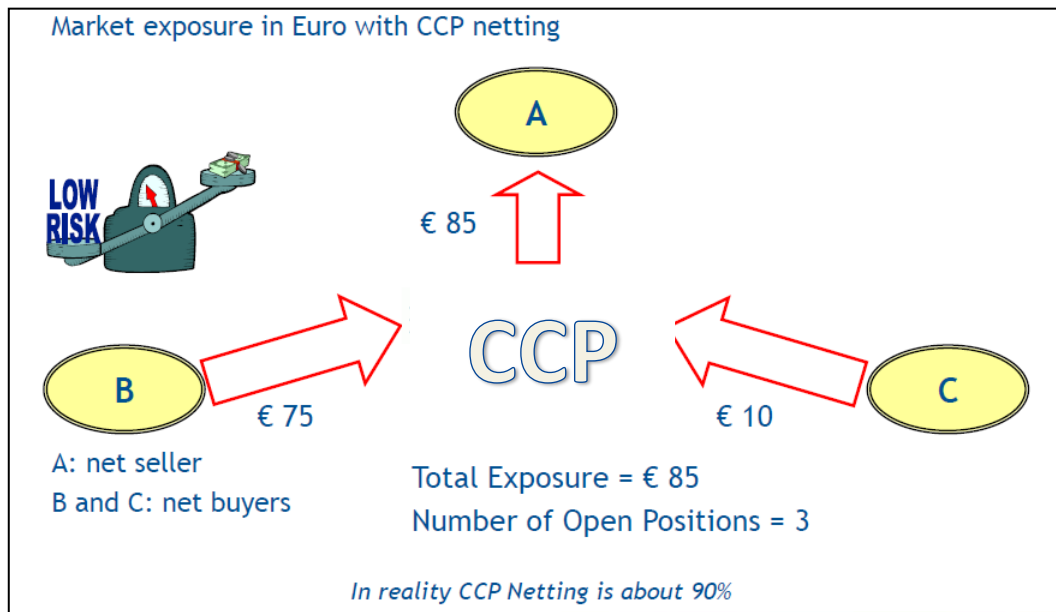 Market exposure in Euro with CCP netting
A
LOW
RISK
€ 85
CCP
B
C
€ 75
€ 10
A: net seller
B and C: net buyers
Total Exposure = € 85
Number of Open Positions = 3
In reality CCP Netting is about 90%